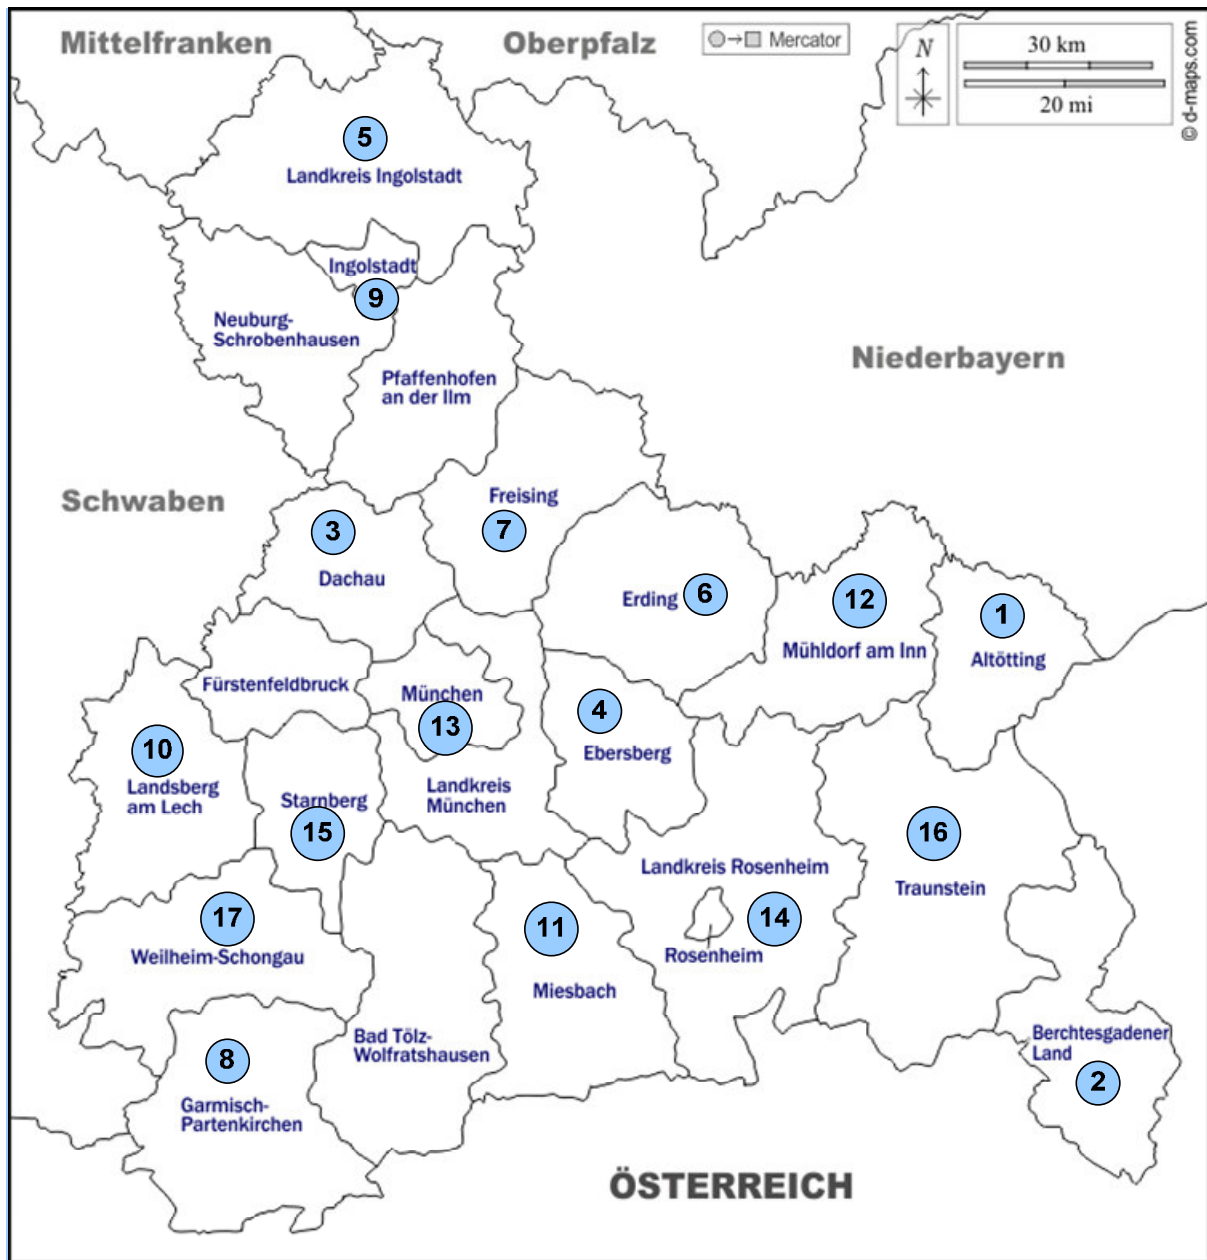 Mittelfranken
Oberpfalz
Mercator
N
30 km
20 mi
© d-maps.com
5
Landkreis Ingolstadt
Ingolstadt
9
Neuburg-
Schrobenhausen
Pfaffenhofen
an der Ilm
Niederbayern
Schwaben
Freising
7
3
Dachau
Erding
6
12
Mühldorf am Inn
1
Altötting
Fürstenfeldbruck
München
13
4
Ebersberg
10
Landsberg
am Lech
Starnberg
15
Landkreis
München
16
Traunstein
Landkreis Rosenheim
14
Rosenheim
17
Weilheim-Schongau
11
Miesbach
Bad Tölz-
Wolfratshausen
8
Garmisch-
Partenkirchen
Berchtesgadener
Land
2
ÖSTERREICH